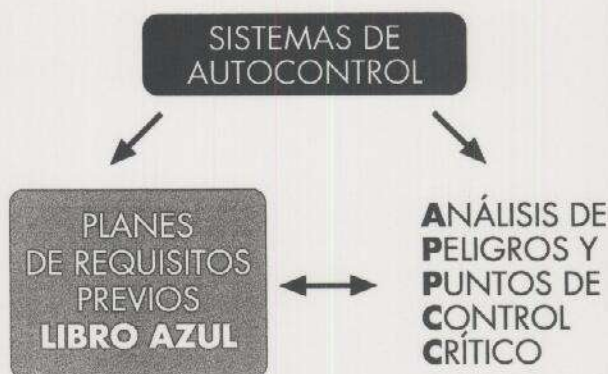 SISTEMAS DE
AUTOCONTROL
PLANES
DE REQUISITOS
PREVIOS
LIBRO AZUL
ANÁLISIS DE
PELIGROS Y
PUNTOS DE
CONTROL
CRÍTICO